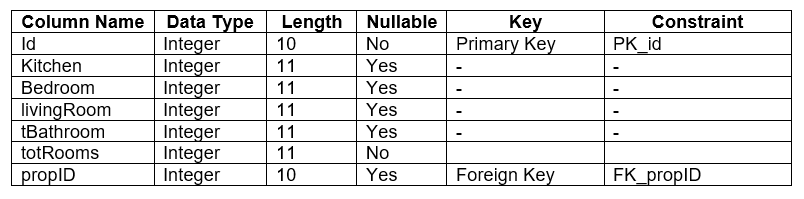 Column Name Data Type Length Nullable Key Constraint
Id Integer 10 No Primary Key PK_id
Kitchen Integer 11 Yes - -
Bedroom Integer 11 Yes - -
livingRoom Integer 11 Yes - -
tBathroom Integer 11 Yes - -
totRooms Integer 11 No
propID Integer 10 Yes Foreign Key FK_propID